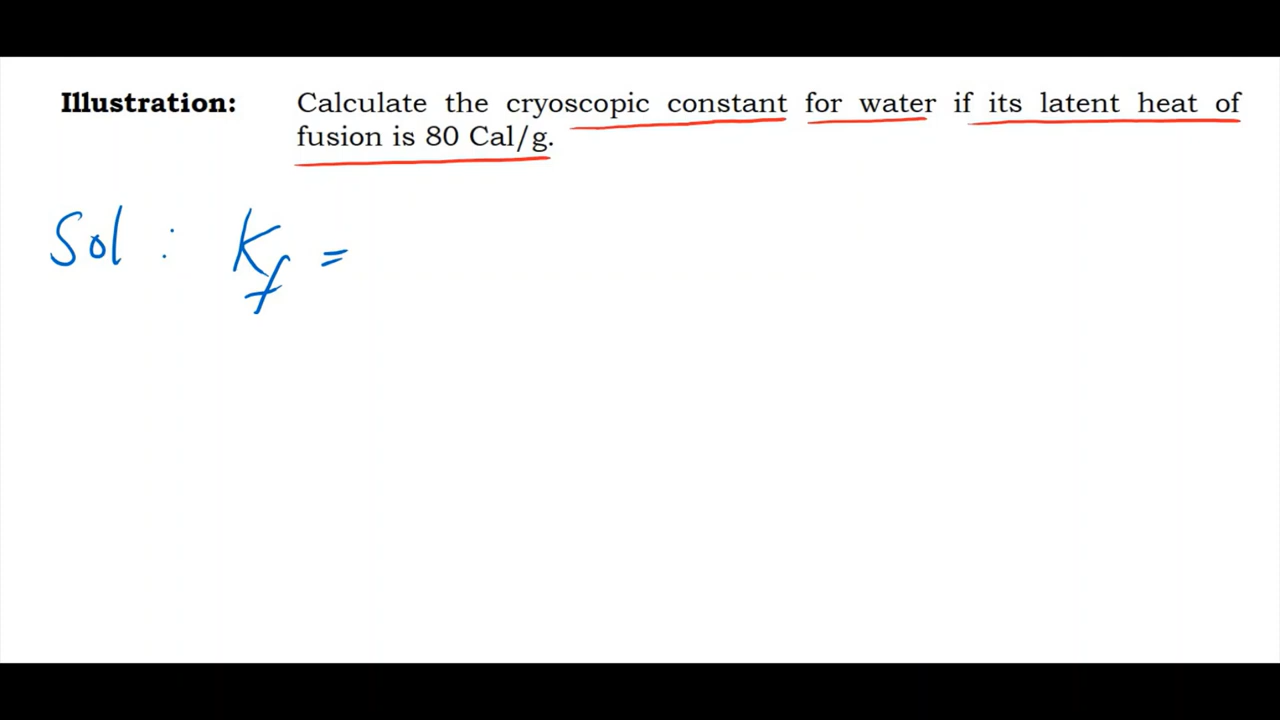 Illustration: Calculate the cryoscopic constant for water if its latent heat of
fusion is 80 Cal/g.
Sol : Kf =